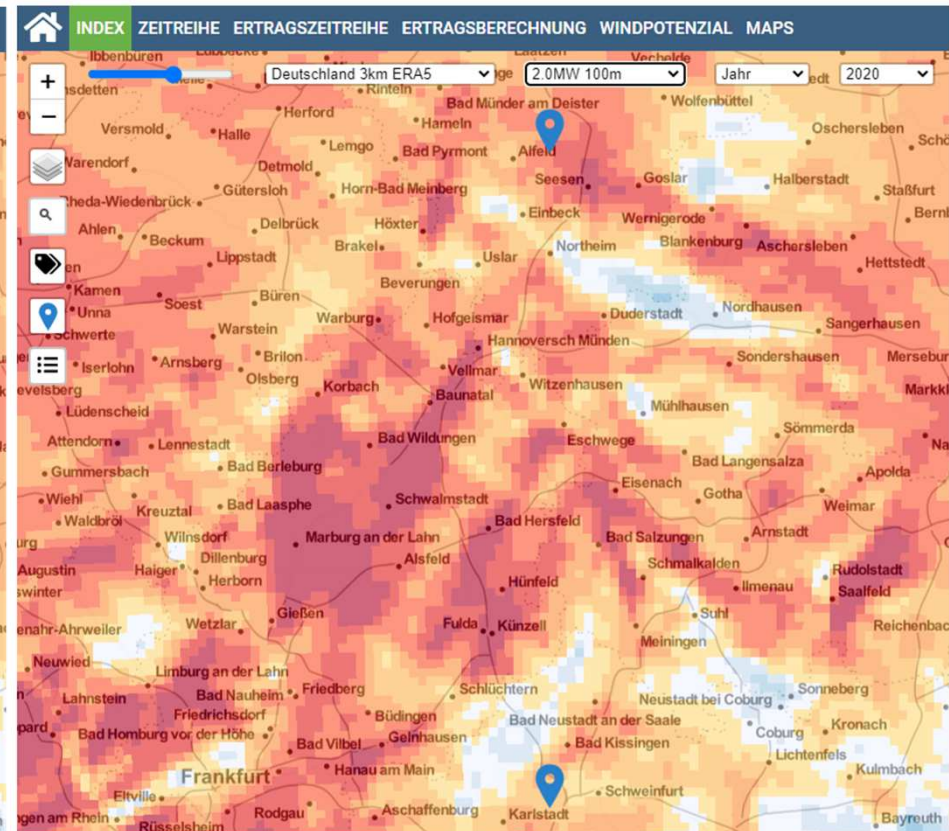 INDEX ZEITREIHE ERTRAGSZEITREIHE ERTRAGSBERECHNUNG WINDPOTENZIAL MAPS
Ibbenbüren Lübbecke Laatzen Vechelde
+ Deutschland 3km ERA5 2.0MW 100m Jahr 2020
−
Rinteln Bad Münder am Deister Wolfenbüttel
Herford Hameln
Versmold Halle Alfeld Oschersleben
Lemgo Bad Pyrmont
Warendorf Detmold Seesen Goslar Halberstadt
Gütersloh Horn-Bad Meinberg Staßfurt
Rheda-Wiedenbrück Einbeck Wernigerode
Ahlen Beckum Delbrück Höxter
Brakel Northeim Blankenburg Aschersleben
Lippstadt Uslar Hettstedt
Kamen Beverungen
Unna Soest Büren Duderstadt Nordhausen
Schwerte Warstein Warburg Hofgeismar Sangerhausen
Hannoversch Münden
Iserlohn Arnsberg Brilon Vellmar Sondershausen
Olsberg Korbach Witzenhausen
Baunatal
Lüdenscheid Mühlhausen
Attendorn Lennestadt Bad Wildungen Eschwege Sömmerda
Gummersbach Bad Berleburg Bad Langensalza
Eisenach Apolda
Wiehl Kreuztal Bad Laasphe Schwalmstadt Gotha
Waldbröl Bad Hersfeld Weimar
Wilnsdorf Marburg an der Lahn Bad Salzungen Arnstadt
Dillenburg Alsfeld Schmalkalden
Augustin Haiger Rudolstadt
Herborn Hünfeld Ilmenau Saalfeld
Gießen Suhl
Wetzlar Fulda Künzell
Meiningen
Neuwied
Limburg an der Lahn
Lahnstein Bad Nauheim Friedberg Schlüchtern Neustadt bei Coburg Sonneberg
Friedrichsdorf Büdingen Bad Neustadt an der Saale
Bad Homburg vor der Höhe Coburg Kronach
Bad Vilbel Gelnhausen Bad Kissingen
Lichtenfels
Frankfurt Hanau am Main Kulmbach
Eltville Schweinfurt
Rodgau Aschaffenburg Karlstadt
Rüsselsheim Bayreuth